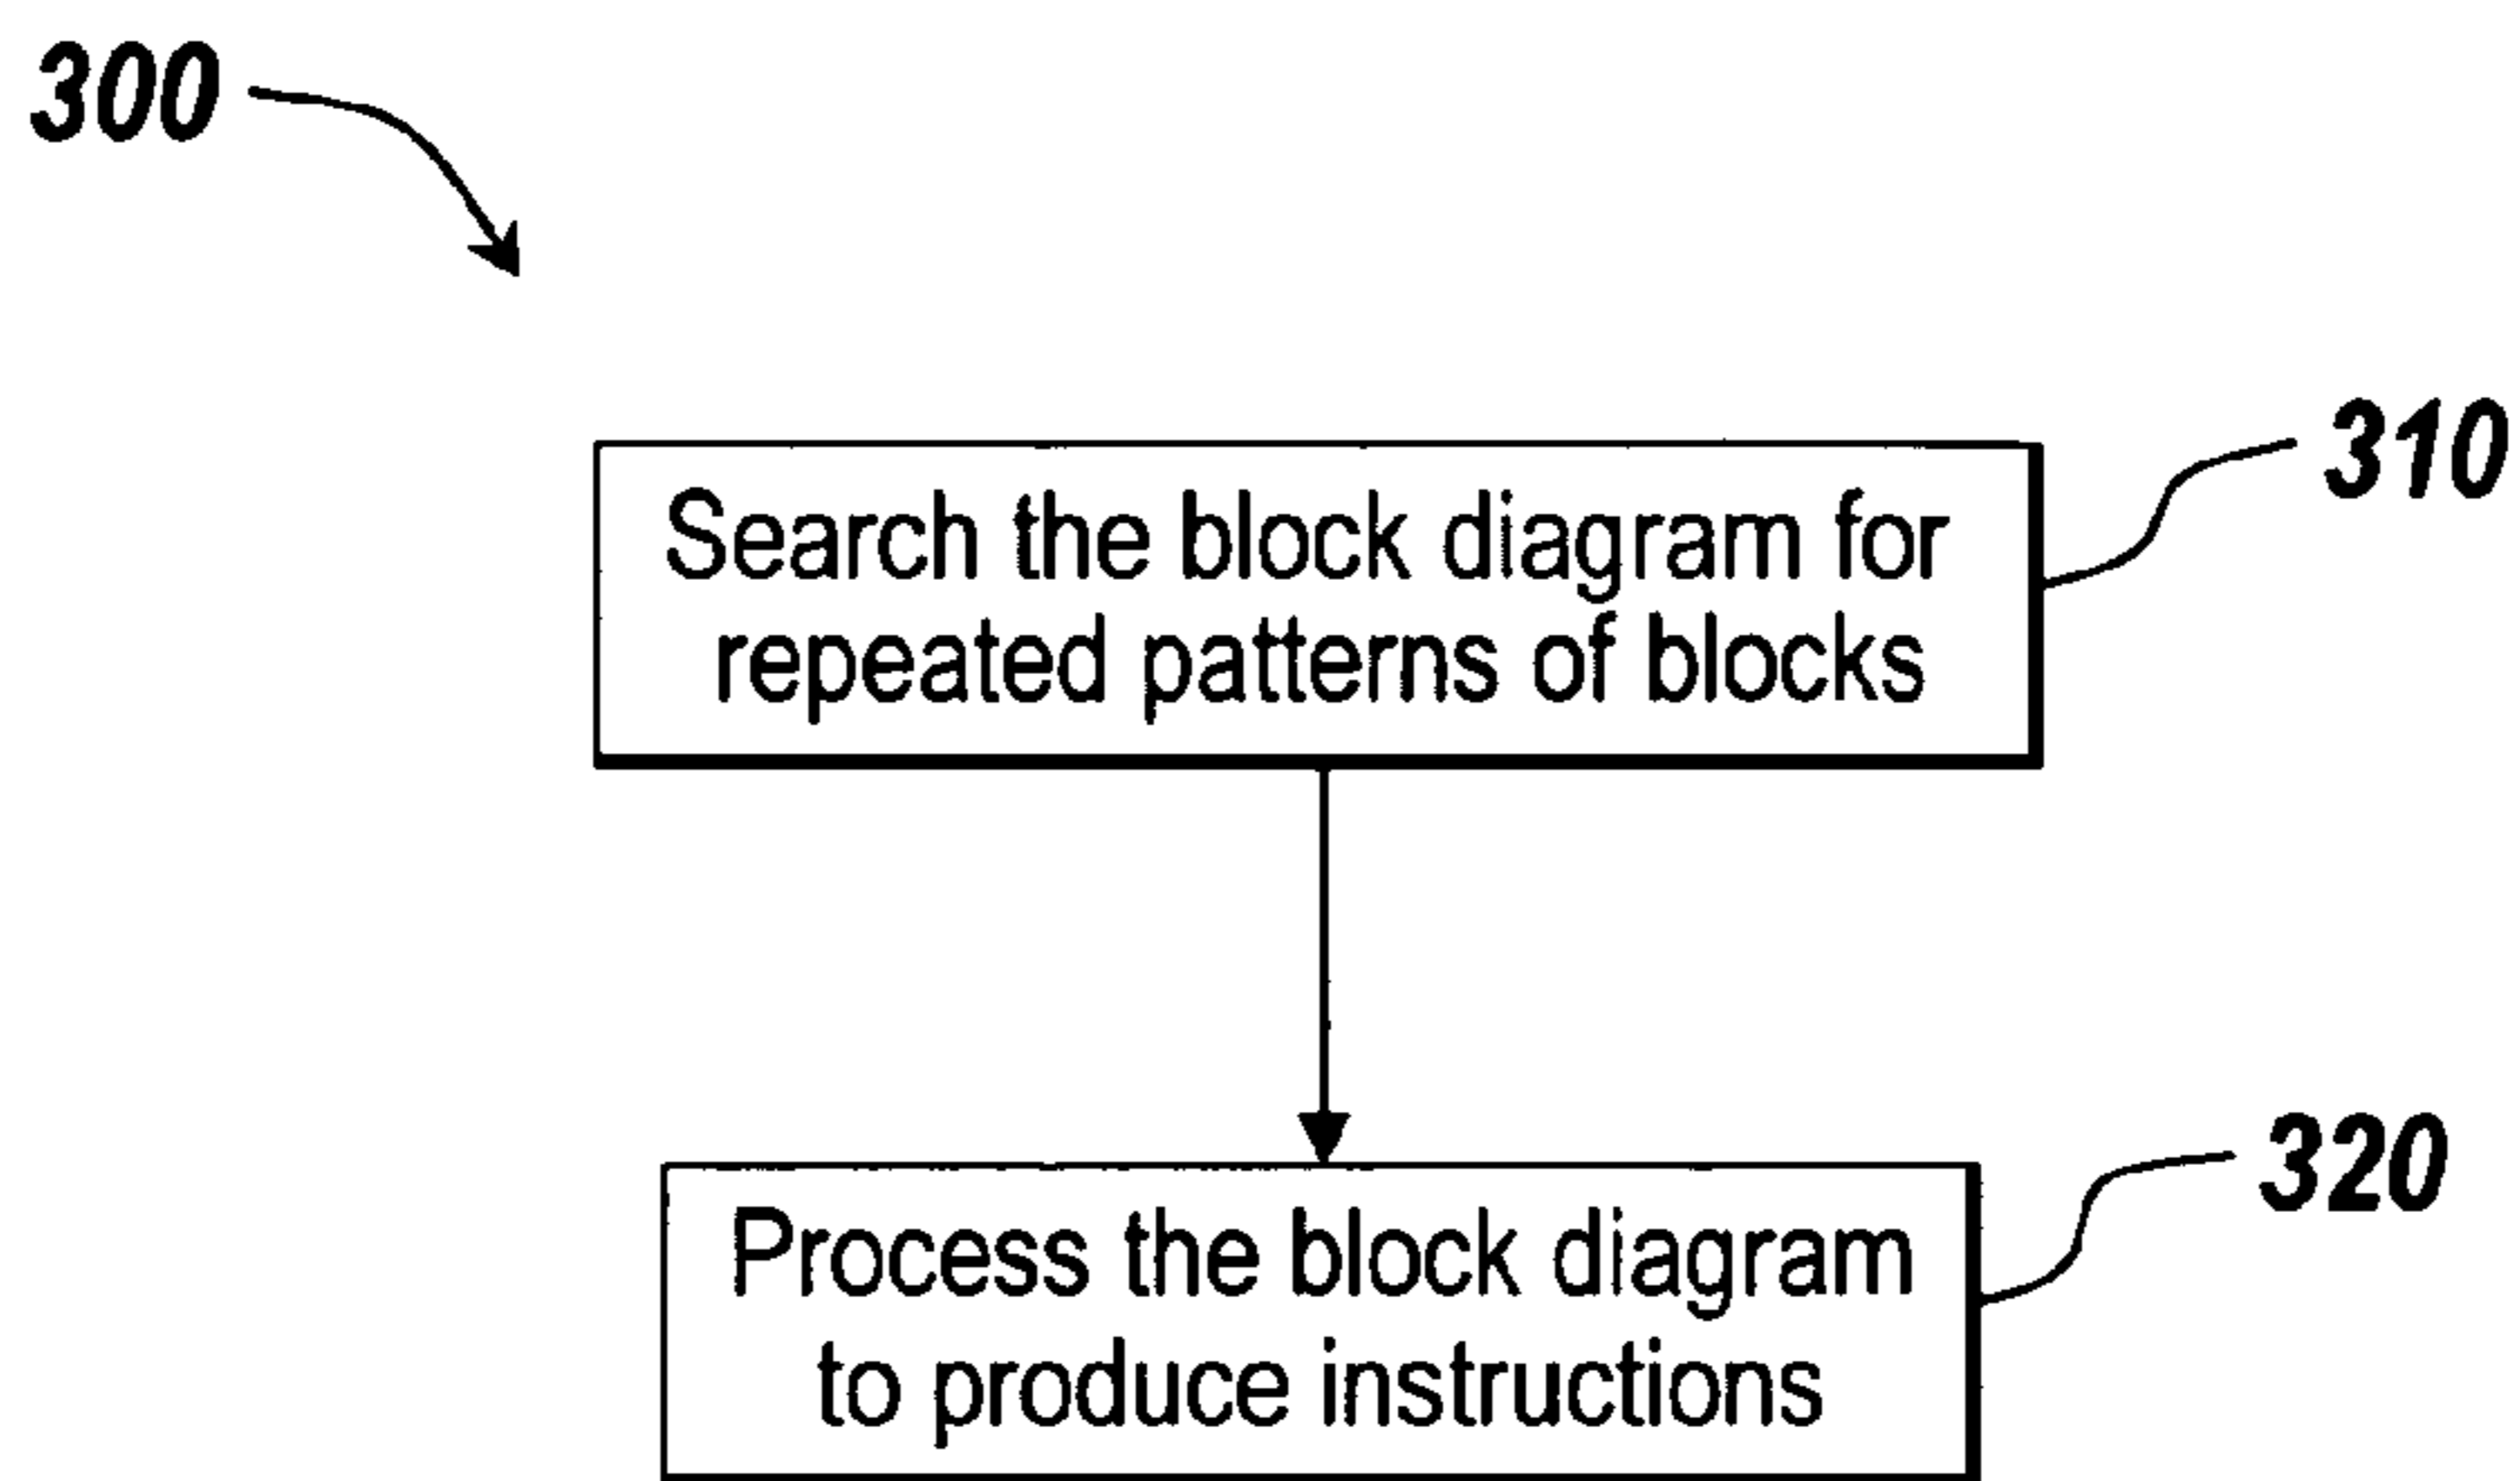 300
310
Search the block diagram for
repeated patterns of blocks
320
Process the block diagram
to produce instructions